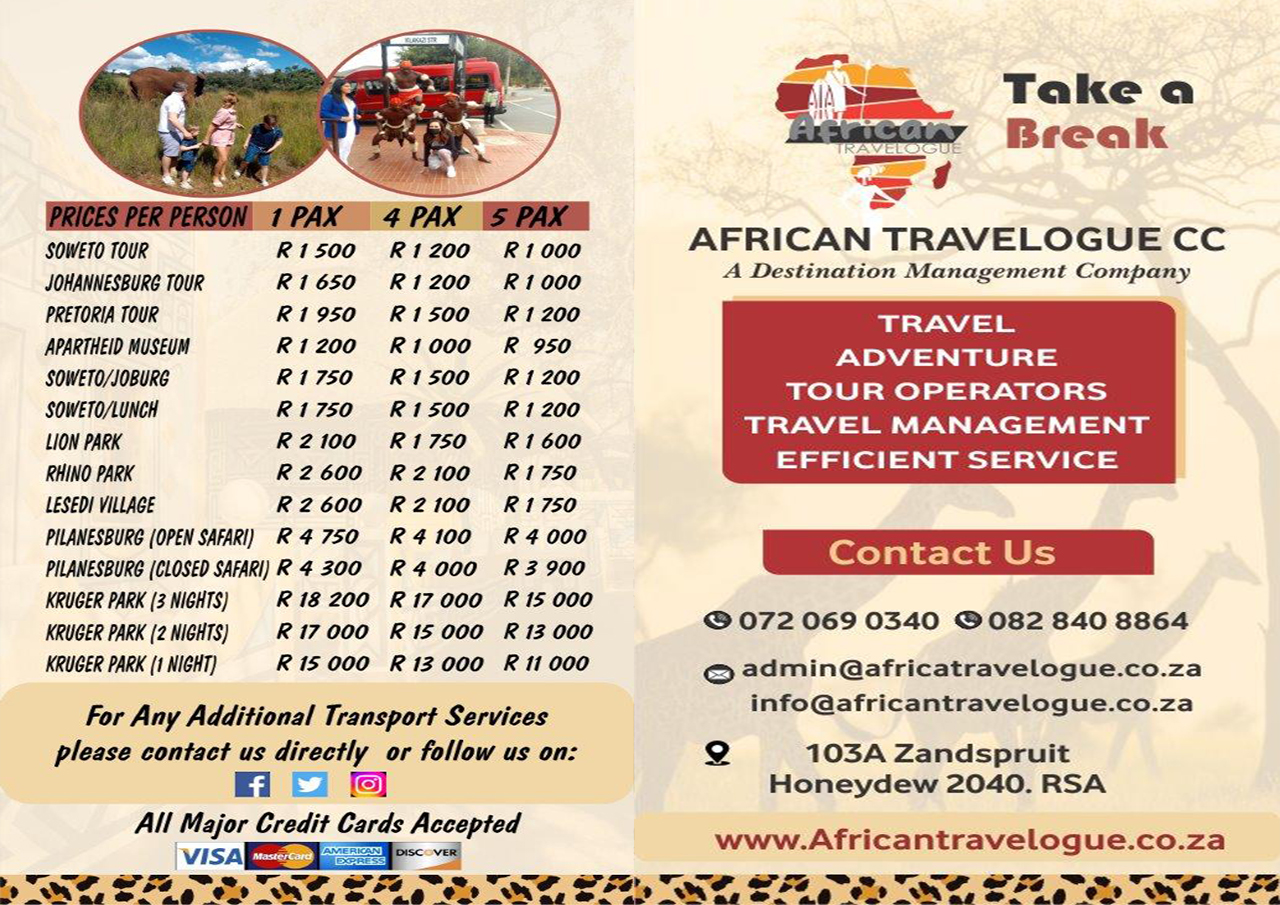 VILAKAZI STR
PRICES PER PERSON 1 PAX 4 PAX 5 PAX
SOWETO TOUR R 1 500 R 1 200 R 1 000
JOHANNESBURG TOUR R 1 650 R 1 200 R 1 000
PRETORIA TOUR R 1 950 R 1 500 R 1 200
APARTHEID MUSEUM R 1 200 R 1 000 R 950
SOWETO/JOBURG R 1 750 R 1 500 R 1 200
SOWETO/LUNCH R 1 750 R 1 500 R 1 200
LION PARK R 2 100 R 1 750 R 1 600
RHINO PARK R 2 600 R 2 100 R 1 750
LESEDI VILLAGE R 2 600 R 2 100 R 1 750
PILANESBURG (OPEN SAFARI) R 4 750 R 4 100 R 4 000
PILANESBURG (CLOSED SAFARI) R 4 300 R 4 000 R 3 900
KRUGER PARK (3 NIGHTS) R 18 200 R 17 000 R 15 000
KRUGER PARK (2 NIGHTS) R 17 000 R 15 000 R 13 000
KRUGER PARK (1 NIGHT) R 15 000 R 13 000 R 11 000
For Any Additional Transport Services
please contact us directly or follow us on:
All Major Credit Cards Accepted
VISA MasterCard AMERICAN EXPRESS DISCOVER
African
TRAVELOGUE
Take a
Break
AFRICAN TRAVELOGUE CC
A Destination Management Company
TRAVEL
ADVENTURE
TOUR OPERATORS
TRAVEL MANAGEMENT
EFFICIENT SERVICE
Contact Us
072 069 0340 082 840 8864
admin@africatravelogue.co.za
info@africantravelogue.co.za
103A Zandspruit
Honeydew 2040. RSA
www.Africantravelogue.co.za